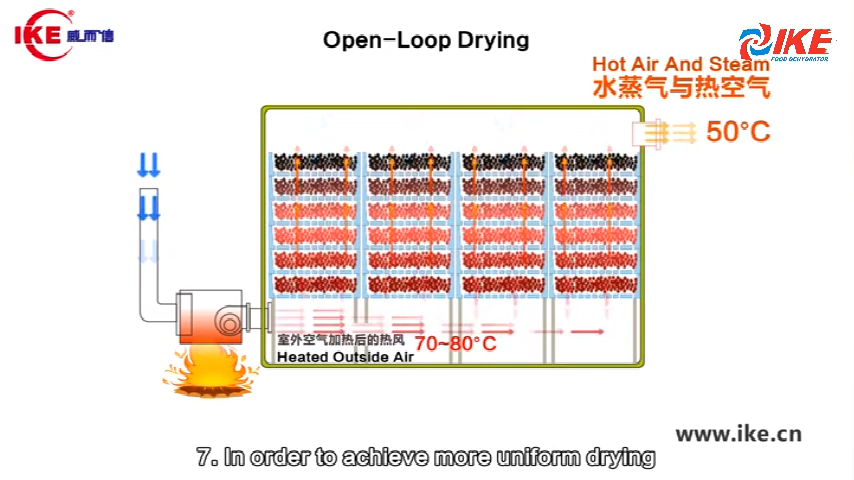 IKE® 威而信
Open-Loop Drying
IKE
FOOD DEHYDRATOR
Hot Air And Steam
水蒸气与热空气
50°C
室外空气加热后的热风
70~80°C
Heated Outside Air
www.ike.cn
7. In order to achieve more uniform drying